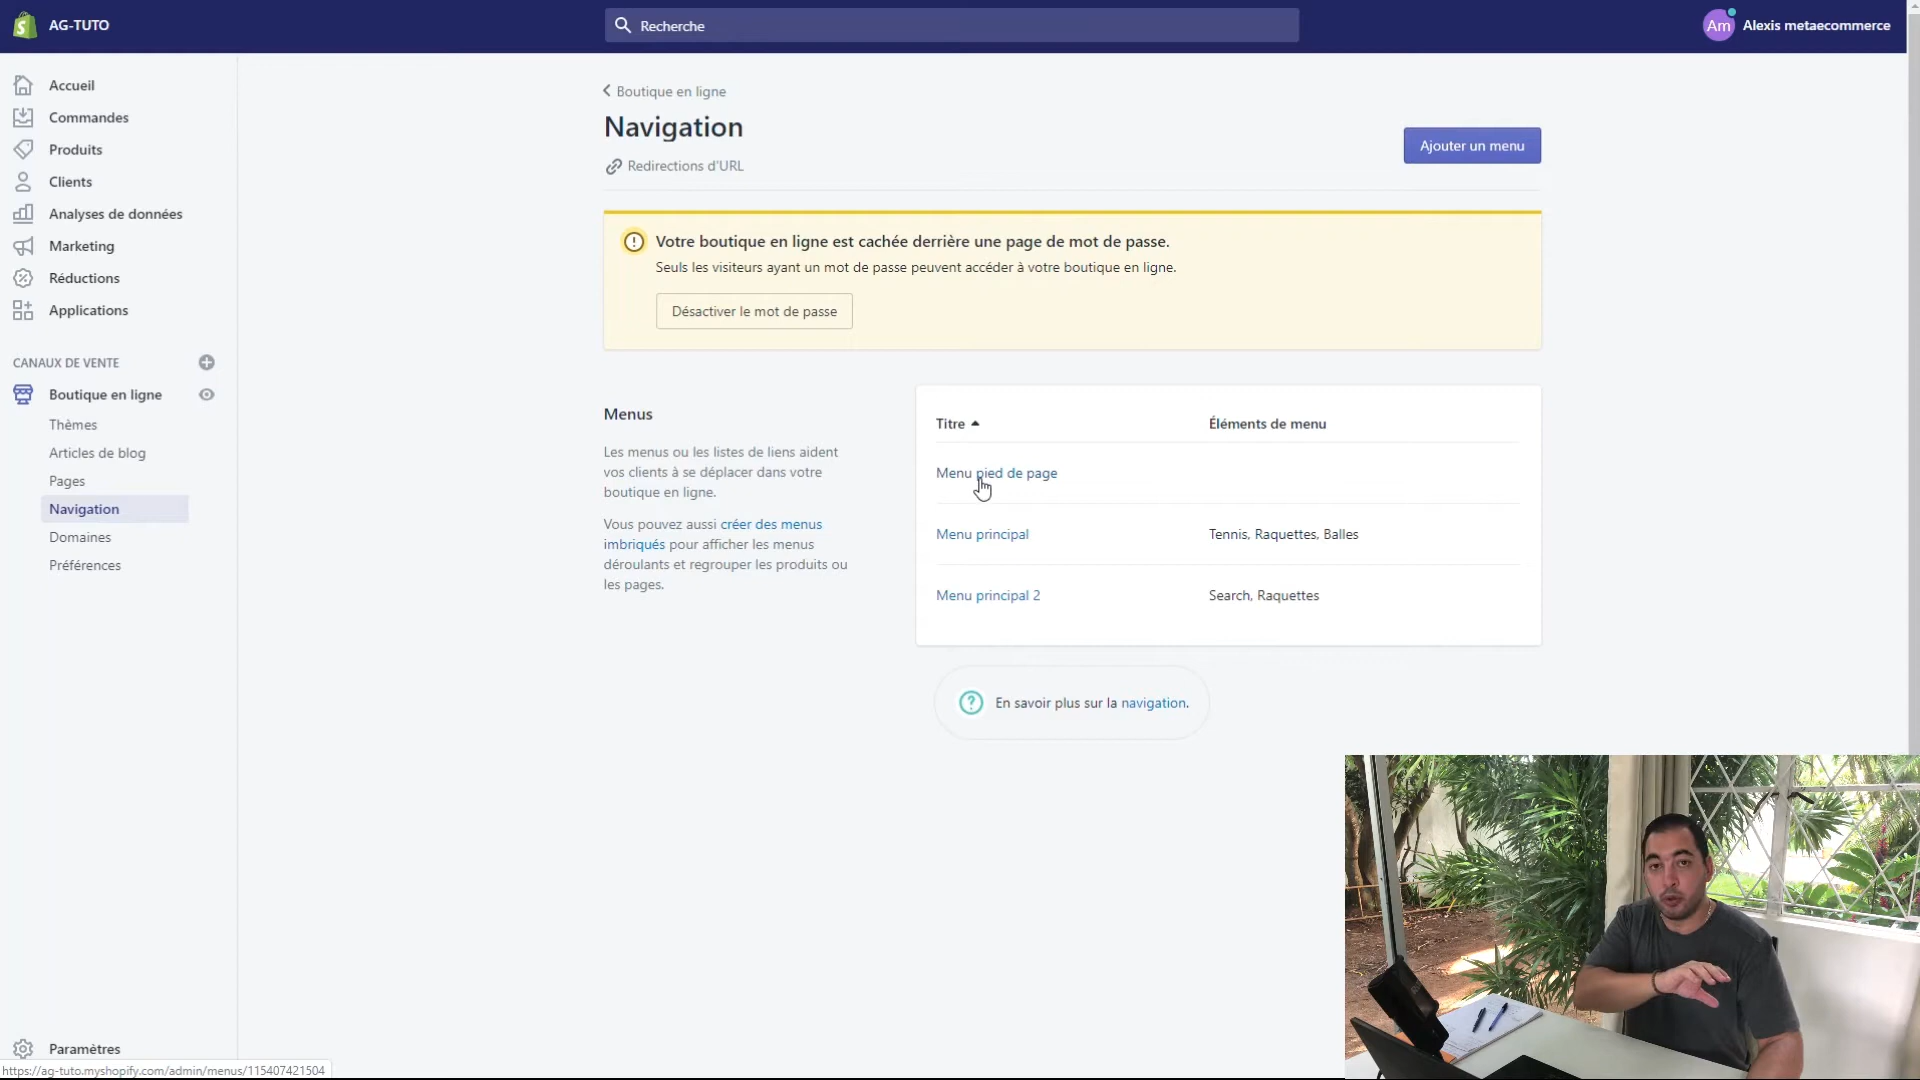 AG-TUTO
Recherche
Am
Alexis metaecommerce
Accueil
Commandes
Produits
Clients
Analyses de données
Marketing
Réductions
Applications
CANAUX DE VENTE
Boutique en ligne
Thèmes
Articles de blog
Pages
Navigation
Domaines
Préférences
Paramètres
Boutique en ligne
Navigation
Redirections d'URL
Ajouter un menu
Votre boutique en ligne est cachée derrière une page de mot de passe.
Seuls les visiteurs ayant un mot de passe peuvent accéder à votre boutique en ligne.
Désactiver le mot de passe
Menus
Les menus ou les listes de liens aident
vos clients à se déplacer dans votre
boutique en ligne.
Vous pouvez aussi créer des menus
imbriqués pour afficher les menus
déroulants et regrouper les produits ou
les pages.
Titre
Éléments de menu
Menu pied de page
Menu principal
Tennis, Raquettes, Balles
Menu principal 2
Search, Raquettes
En savoir plus sur la navigation.
https://ag-tuto.myshopify.com/admin/menus/115407421504